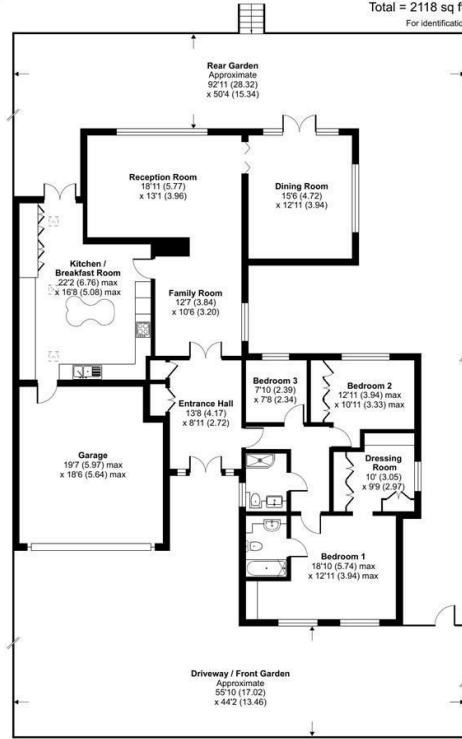 Total = 2118 sq f
For identificatio
Rear Garden
Approximate
92'11 (28.32)
x 50'4 (15.34)
Reception Room
18'11 (5.77)
x 13'1 (3.96)
Dining Room
15'6 (4.72)
x 12'11 (3.94)
Kitchen /
Breakfast Room
22'2 (6.76) max
x 16'8 (5.08) max
Family Room
12'7 (3.84)
x 10'6 (3.20)
Bedroom 3
7'10 (2.39)
x 7'8 (2.34)
Bedroom 2
12'11 (3.94) max
x 10'11 (3.33) max
Entrance Hall
13'8 (4.17)
x 8'11 (2.72)
Garage
19'7 (5.97) max
x 18'6 (5.64) max
Dressing
Room
10' (3.05)
x 9'9 (2.97)
Bedroom 1
18'10 (5.74) max
x 12'11 (3.94) max
Driveway / Front Garden
Approximate
55'10 (17.02)
x 44'2 (13.46)